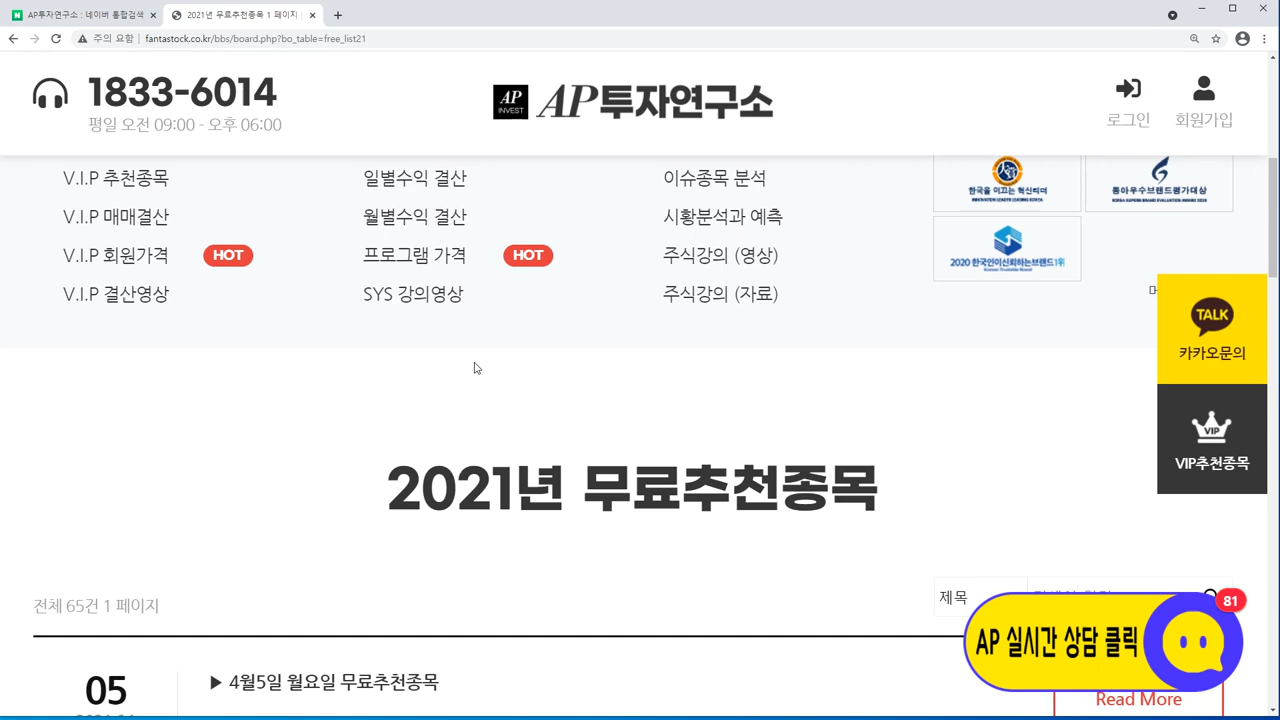 AP투자연구소 : 네이버 통합검색
2021년 무료추천종목 1 페이지
주의 요함
fantastock.co.kr/bbs/board.php?bo_table=free_list21
1833-6014
평일 오전 09:00 - 오후 06:00
AP
INVEST
AP투자연구소
로그인
회원가입
V.I.P 추천종목
일별수익 결산
이슈종목 분석
한국을 이끄는 혁신리더
INNOVATION LEADER LEADING KOREA
동아우수브랜드평가대상
V.I.P 매매결산
월별수익 결산
시황분석과 예측
V.I.P 회원가격
HOT
프로그램 가격
HOT
주식강의 (영상)
2020 한국인이신뢰하는브랜드1위
V.I.P 결산영상
SYS 강의영상
주식강의 (자료)
TALK
카카오문의
VIP
VIP추천종목
2021년 무료추천종목
전체 65건 1 페이지
제목
81
AP 실시간 상담 클릭
05
▶ 4월5일 월요일 무료추천종목
Read More